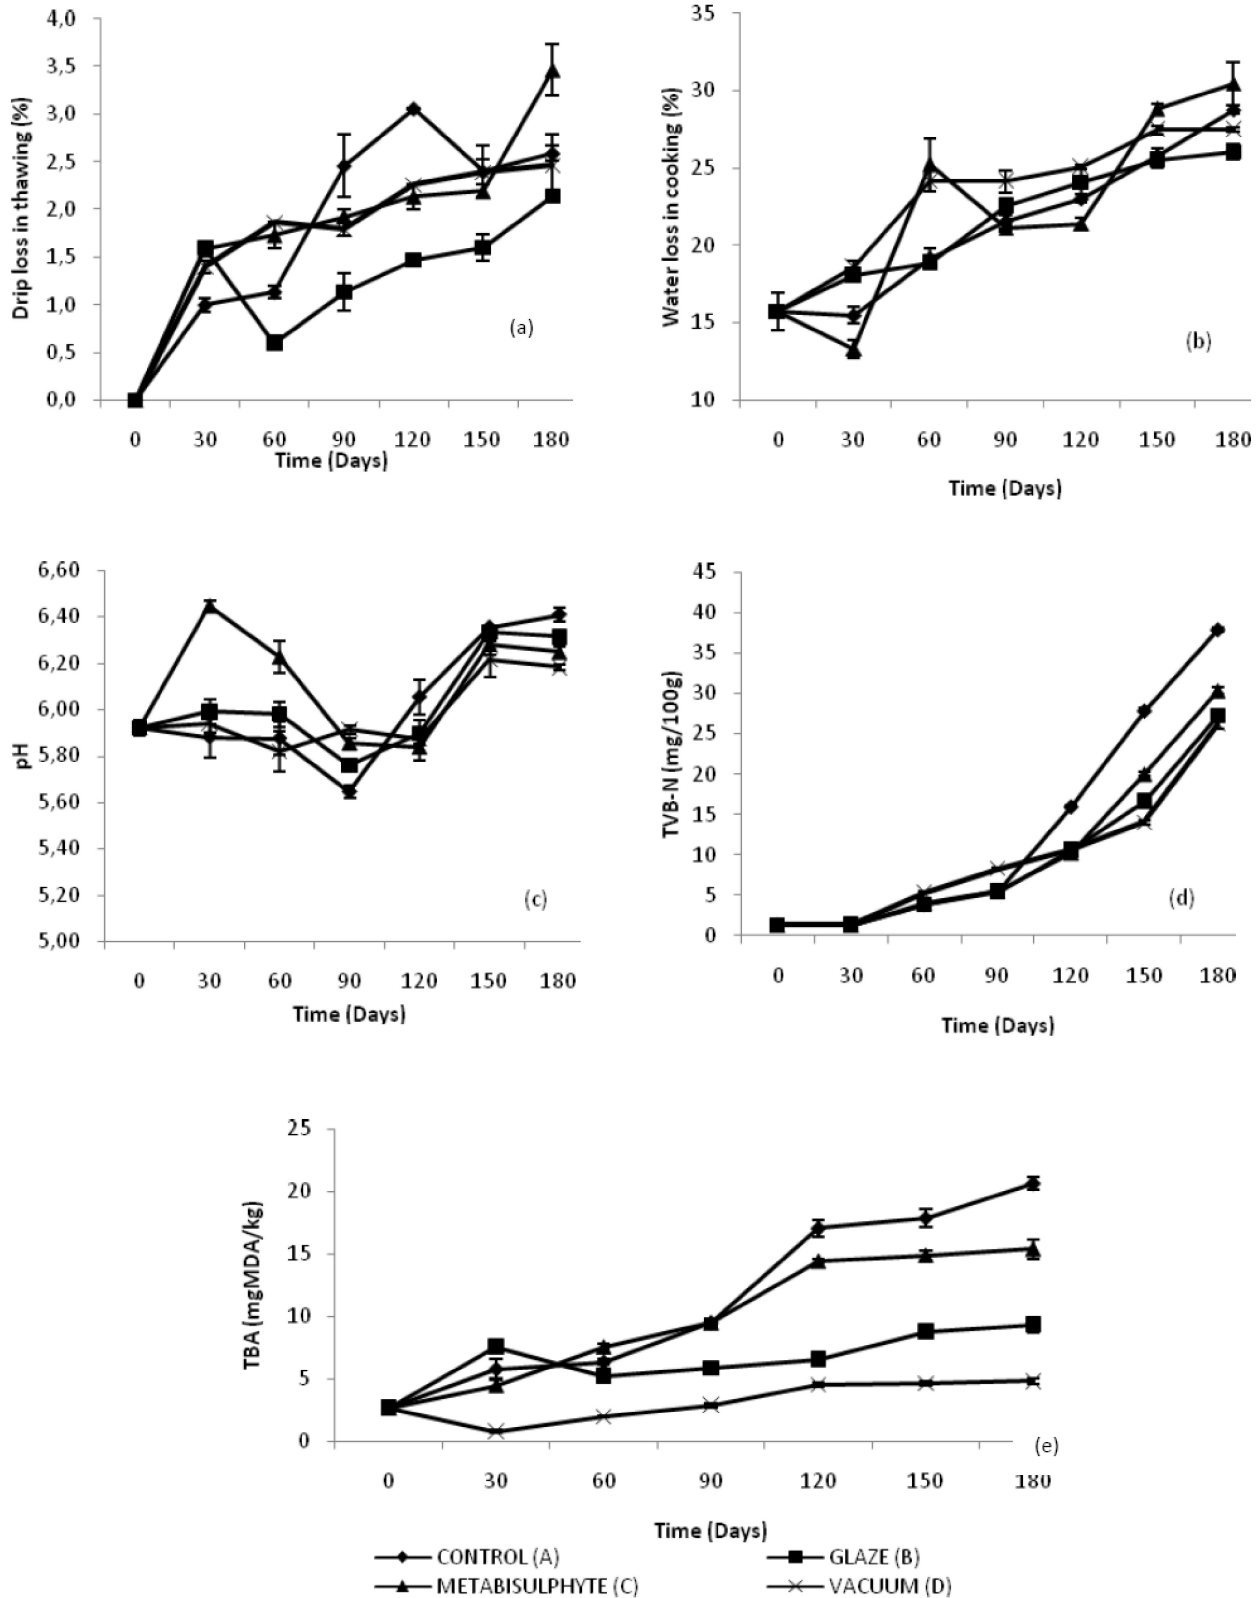 Drip loss in thawing (%)
4,0
3,5
3,0
2,5
2,0
1,5
1,0
0,5
0,0
(a)
0 30 60 90 120 150 180
Time (Days)
Water loss in cooking (%)
35
30
25
20
15
10
(b)
0 30 60 90 120 150 180
Time (Days)
pH
6,60
6,40
6,20
6,00
5,80
5,60
5,40
5,20
5,00
(c)
0 30 60 90 120 150 180
Time (Days)
TVB-N (mg/100g)
45
40
35
30
25
20
15
10
5
0
(d)
0 30 60 90 120 150 180
Time (Days)
TBA (mgMDA/kg)
25
20
15
10
5
0
(e)
0 30 60 90 120 150 180
Time (Days)
CONTROL (A) GLAZE (B)
METABISULPHYTE (C) VACUUM (D)